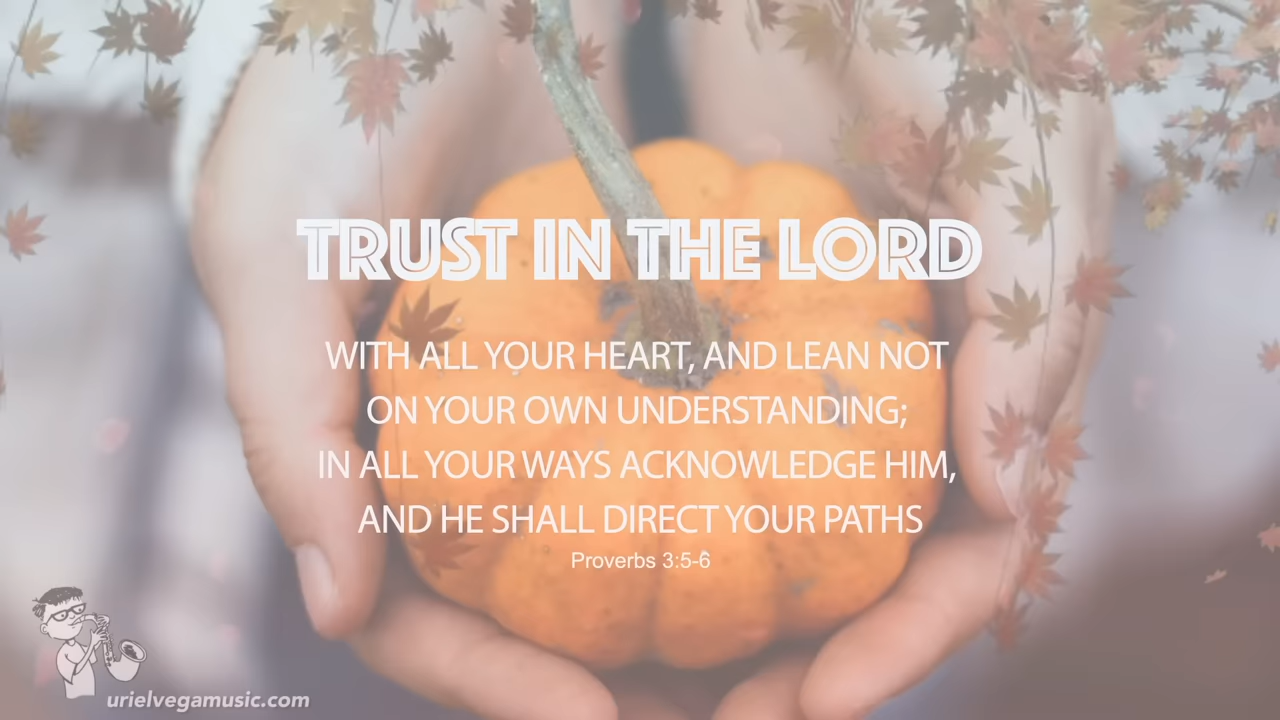 TRUST IN THE LORD
WITH ALL YOUR HEART, AND LEAN NOT
ON YOUR OWN UNDERSTANDING;
IN ALL YOUR WAYS ACKNOWLEDGE HIM,
AND HE SHALL DIRECT YOUR PATHS
Proverbs 3:5-6
urielvegamusic.com